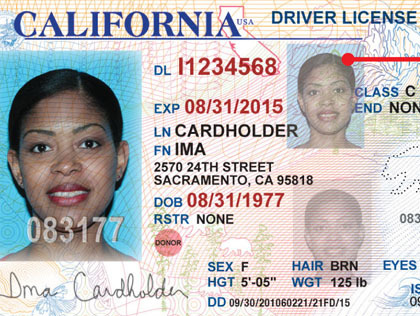 CALIFORNIA USA DRIVER LICENSE
DL I1234568
CLASS C
EXP 08/31/2015
END NON
LN CARDHOLDER
FN IMA
2570 24TH STREET
SACRAMENTO, CA 95818
DOB 08/31/1977
RSTR NONE
083177
DONOR
SEX F HAIR BRN EYES
HGT 5'-05" WGT 125 lb
Ima Cardholder
DD 09/30/201060221/21FD/15